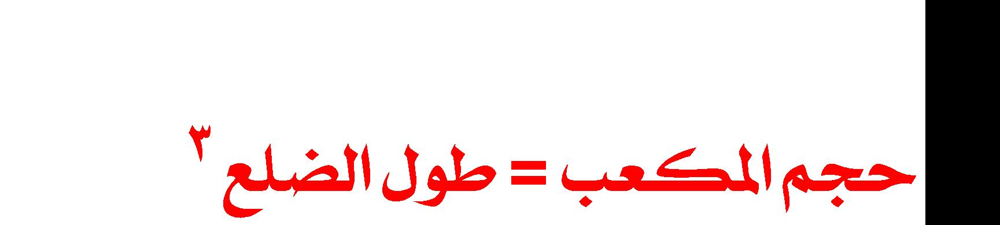 حجم المكعب = طول الضلع ٣